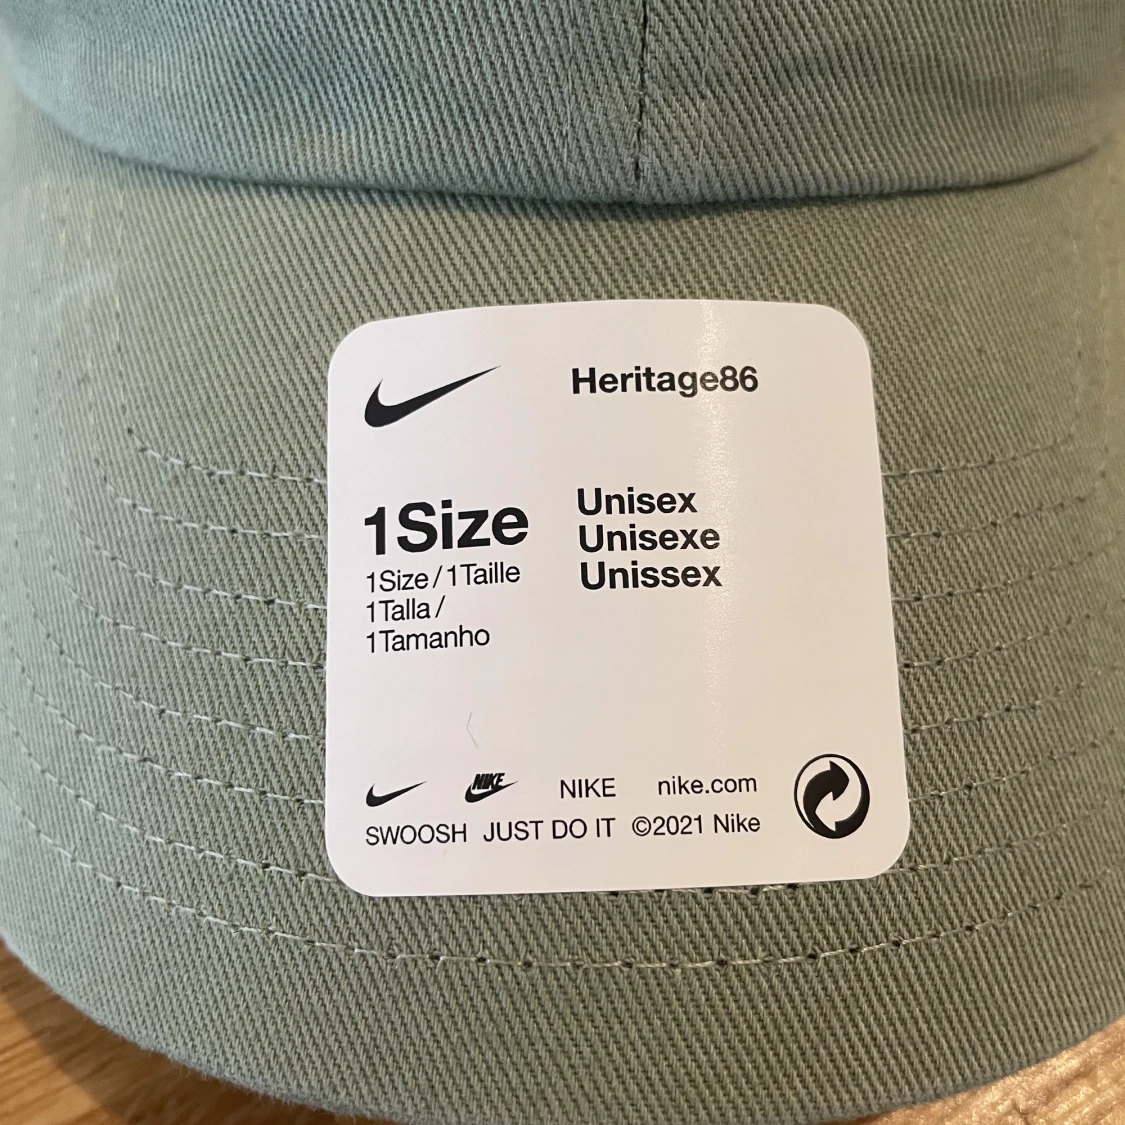 Heritage86
1Size
1Size/1Taille
1Talla/
1Tamanho
Unisex
Unisexe
Unissex
NIKE NIKE nike.com
SWOOSH JUST DO IT ©2021 Nike